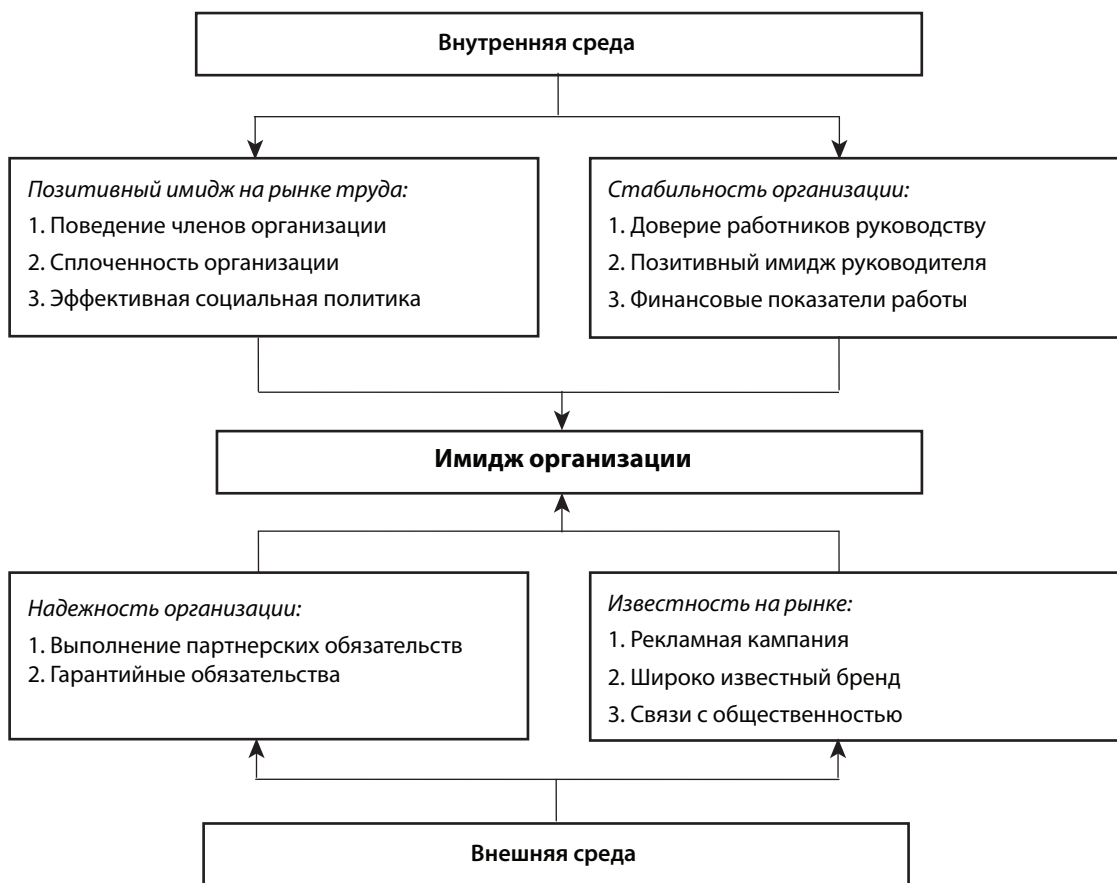 Внутренняя среда
Позитивный имидж на рынке труда:
1. Поведение членов организации
2. Сплоченность организации
3. Эффективная социальная политика
Стабильность организации:
1. Доверие работников руководству
2. Позитивный имидж руководителя
3. Финансовые показатели работы
Имидж организации
Надежность организации:
1. Выполнение партнерских обязательств
2. Гарантийные обязательства
Известность на рынке:
1. Рекламная кампания
2. Широко известный бренд
3. Связи с общественностью
Внешняя среда